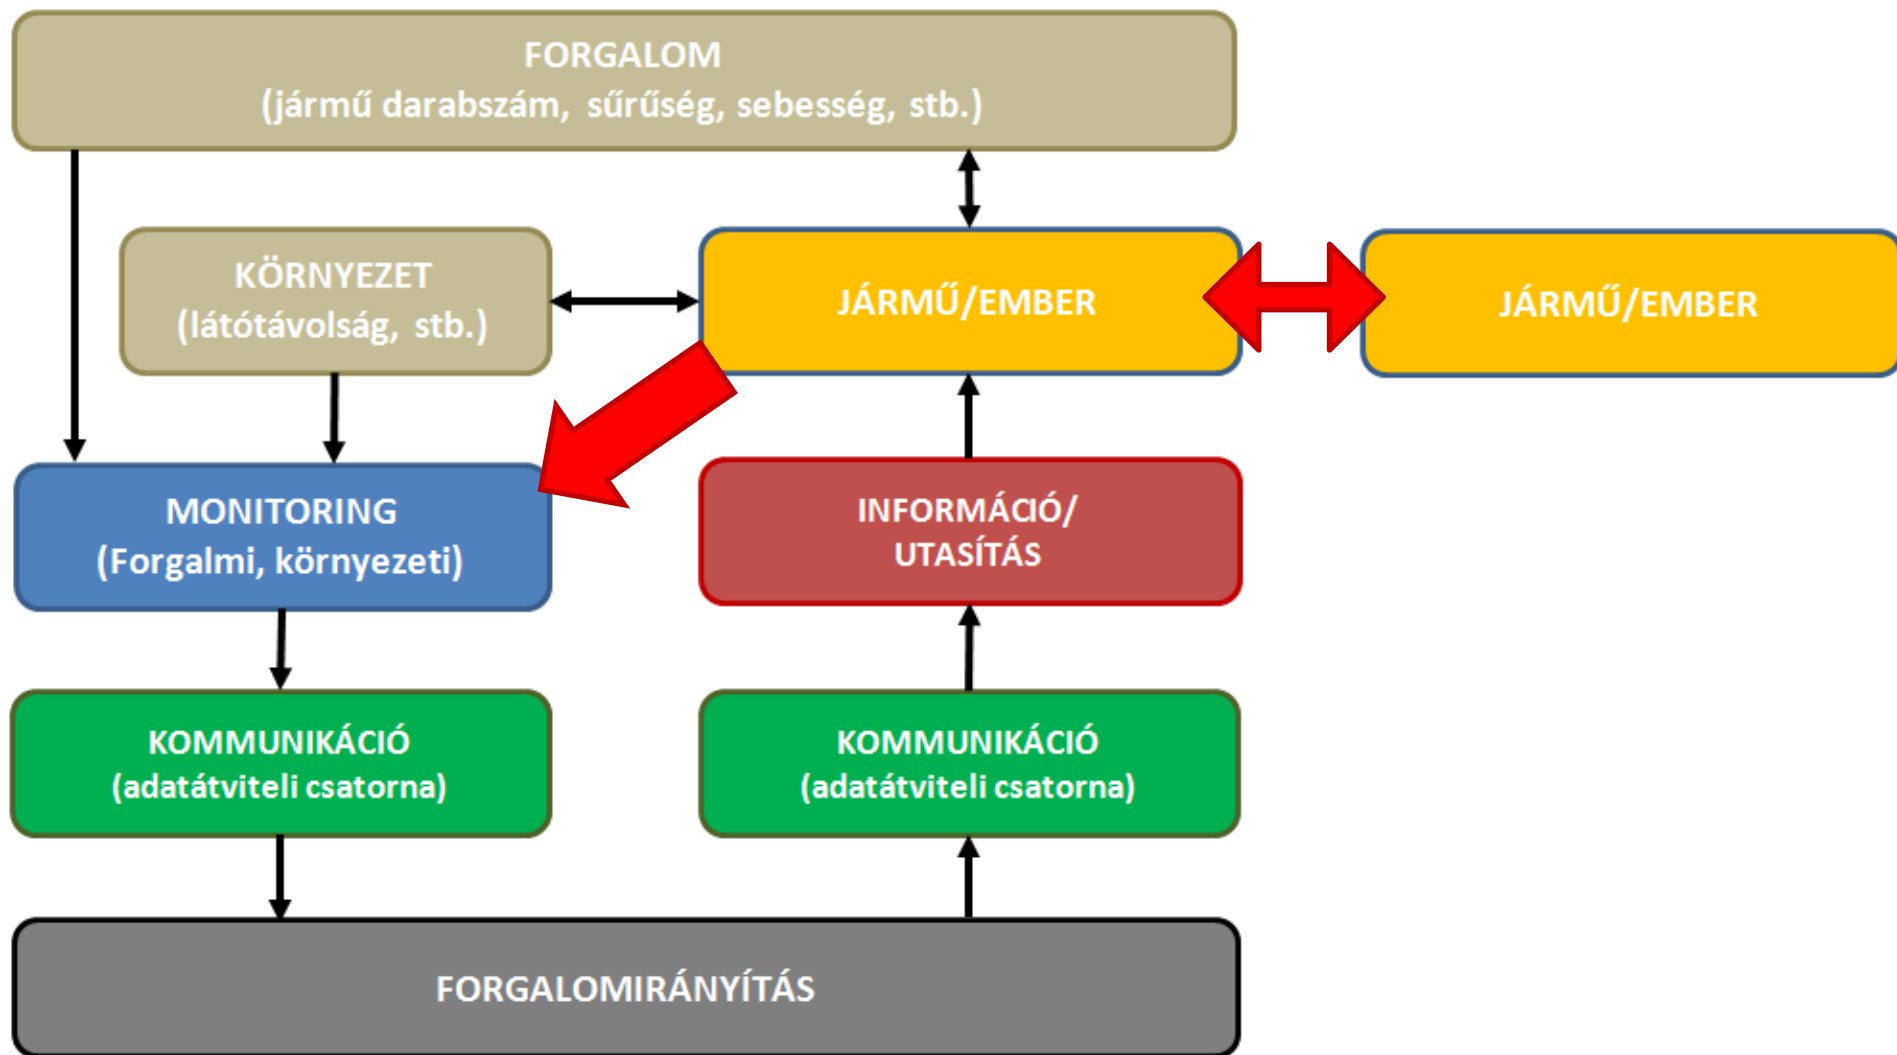 FORGALOM
(jármű darabszám, sűrűség, sebesség, stb.)
KÖRNYEZET
(látótávolság, stb.)
JÁRMŰ/EMBER
JÁRMŰ/EMBER
MONITORING
(Forgalmi, környezeti)
INFORMÁCIÓ/
UTASÍTÁS
KOMMUNIKÁCIÓ
(adatátviteli csatorna)
KOMMUNIKÁCIÓ
(adatátviteli csatorna)
FORGALOMIRÁNYÍTÁS